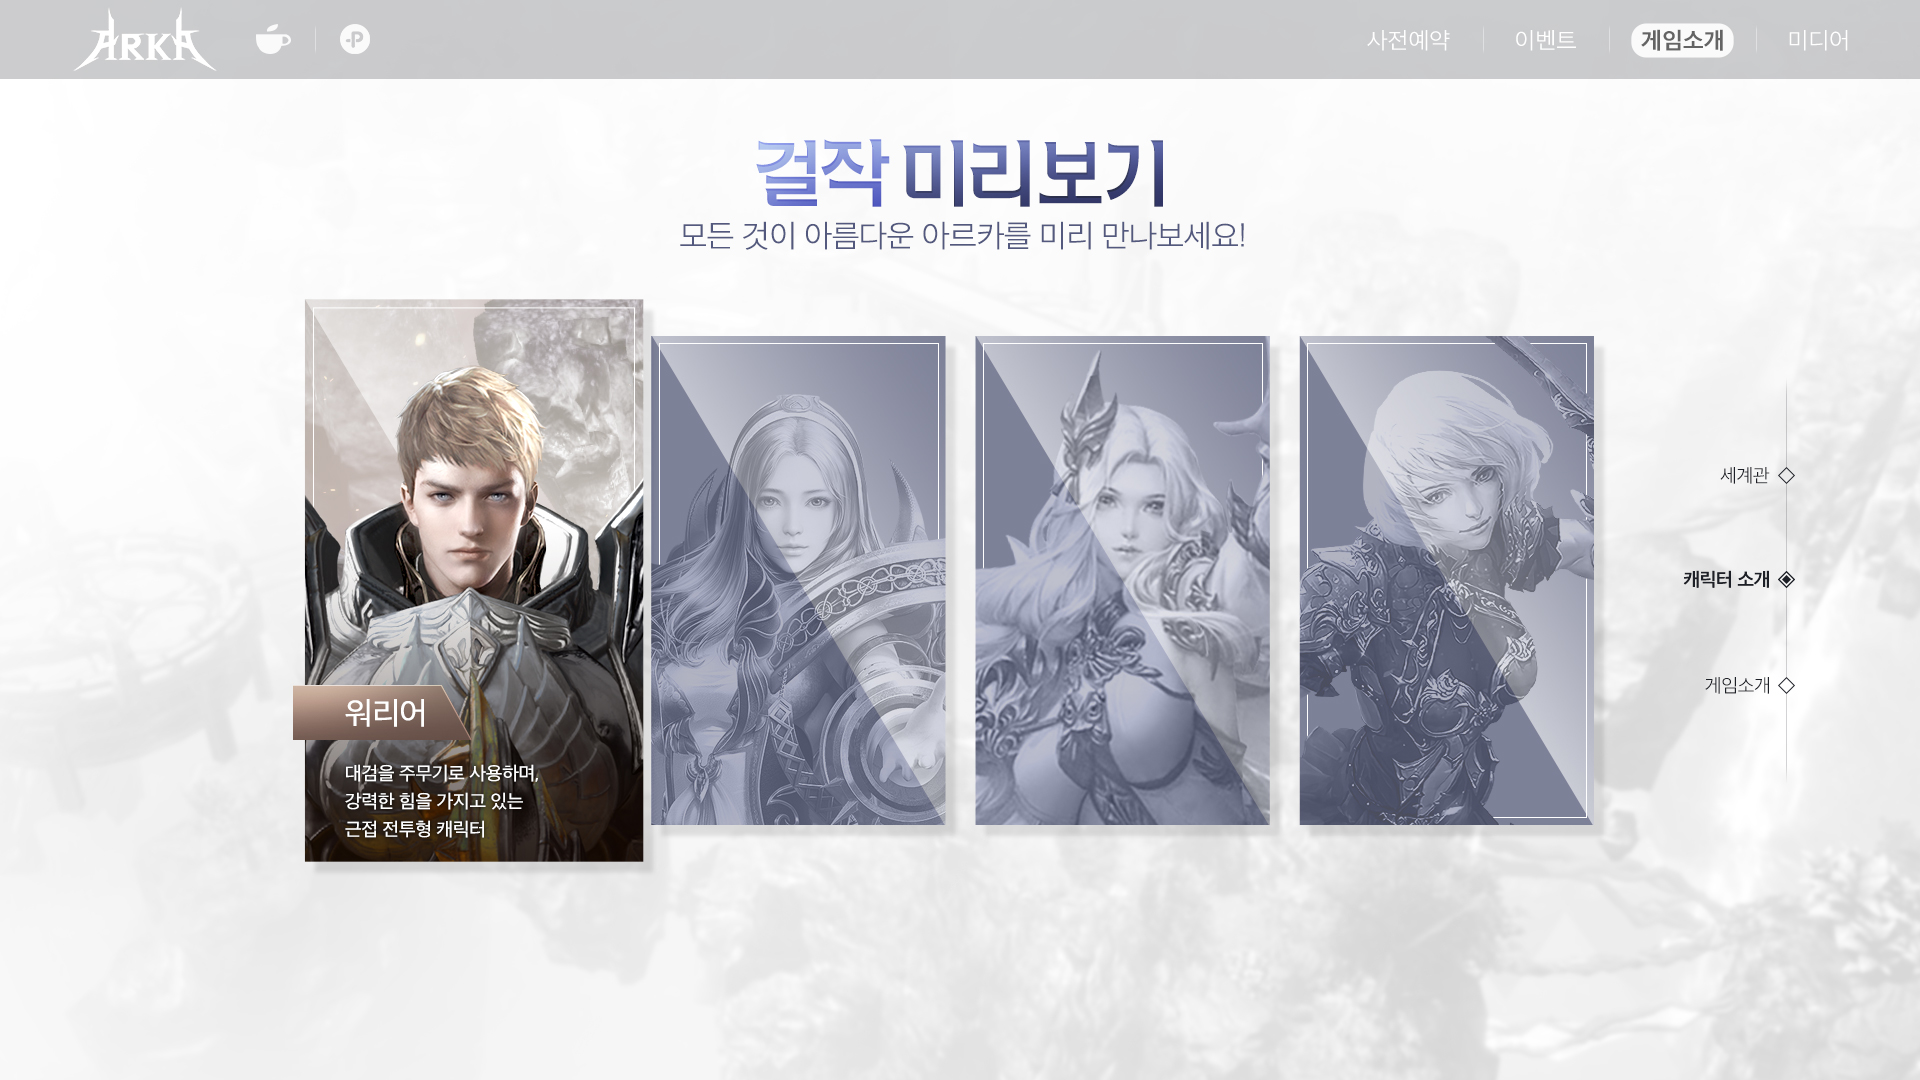 ARKA
사전예약
이벤트
게임소개
미디어
걸작 미리보기
모든 것이 아름다운 아르카를 미리 만나보세요!
워리어
대검을 주무기로 사용하며,
강력한 힘을 가지고 있는
근접 전투형 캐릭터
세계관
캐릭터 소개
게임소개